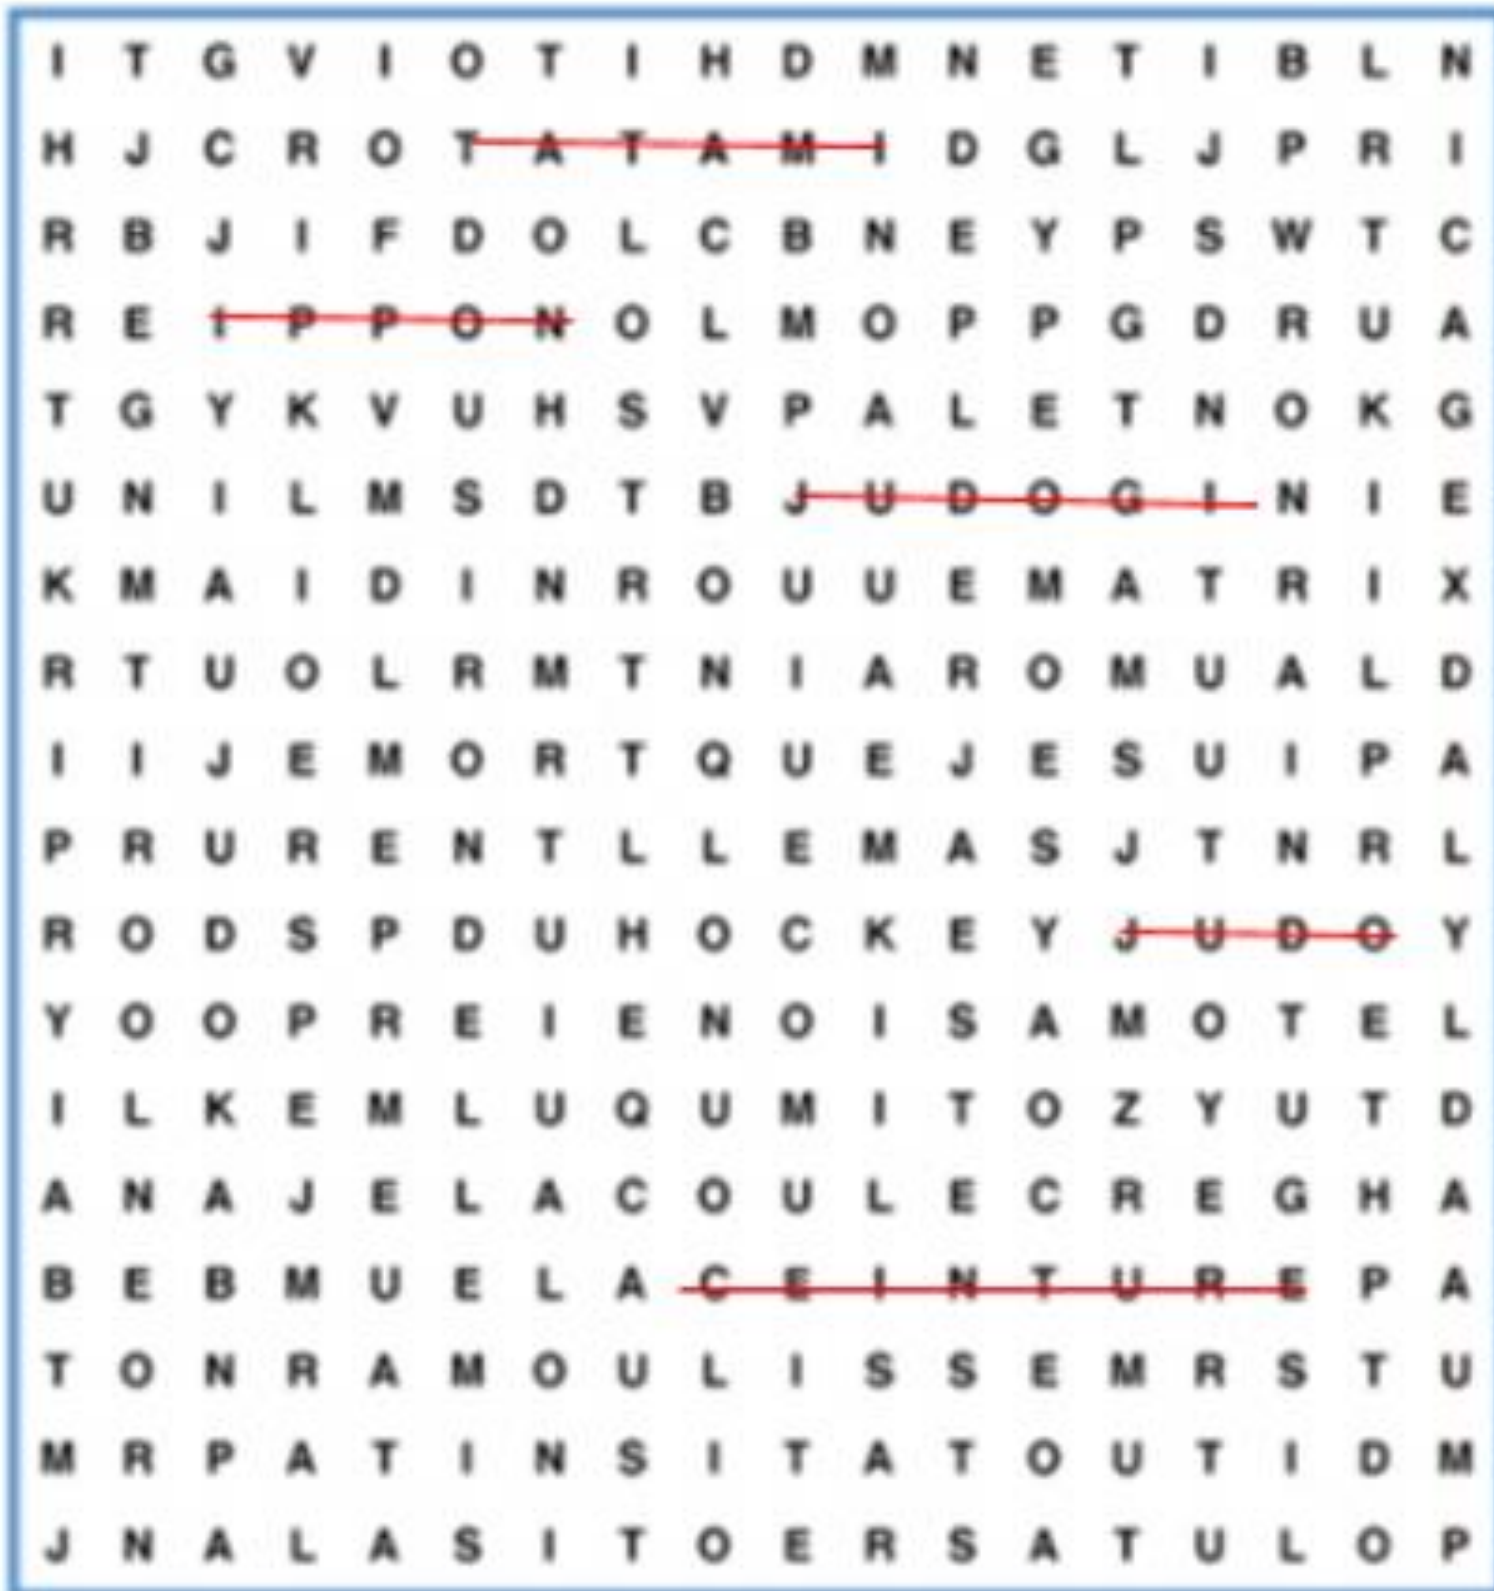 I T G V I O T I H D M N E T I B L N
H J C R O T A T A M I D G L J P R I
R B J I F D O L C B N E Y P S W T C
R E I P P O N O L M O P P G D R U A
T G Y K V U H S V P A L E T N O K G
U N I L M S D T B J U D O G I N I E
K M A I D I N R O U U E M A T R I X
R T U O L R M T N I A R O M U A L D
I I J E M O R T Q U E J E S U I P A
P R U R E N T L L E M A S J T N R L
R O D S P D U H O C K E Y J U D O Y
Y O O P R E I E N O I S A M O T E L
I L K E M L U Q U M I T O Z Y U T D
A N A J E L A C O U L E C R E G H A
B E B M U E L A C E I N T U R E P A
T O N R A M O U L I S S E M R S T U
M R P A T I N S I T A T O U T I D M
J N A L A S I T O E R S A T U L O P